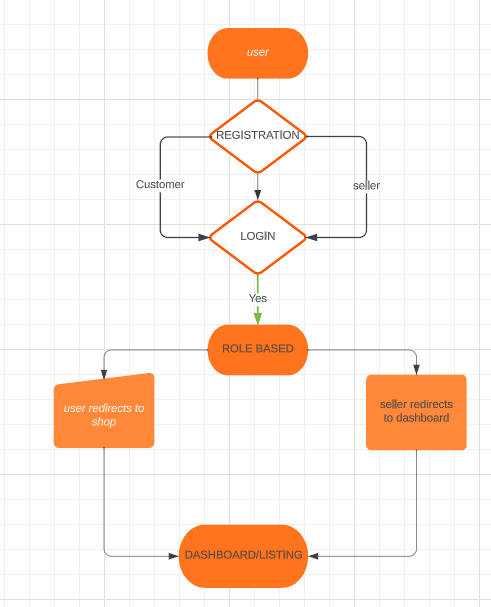 user
REGISTRATION
Customer
seller
LOGIN
Yes
ROLE BASED
user redirects to
shop
seller redirects
to dashboard
DASHBOARD/LISTING